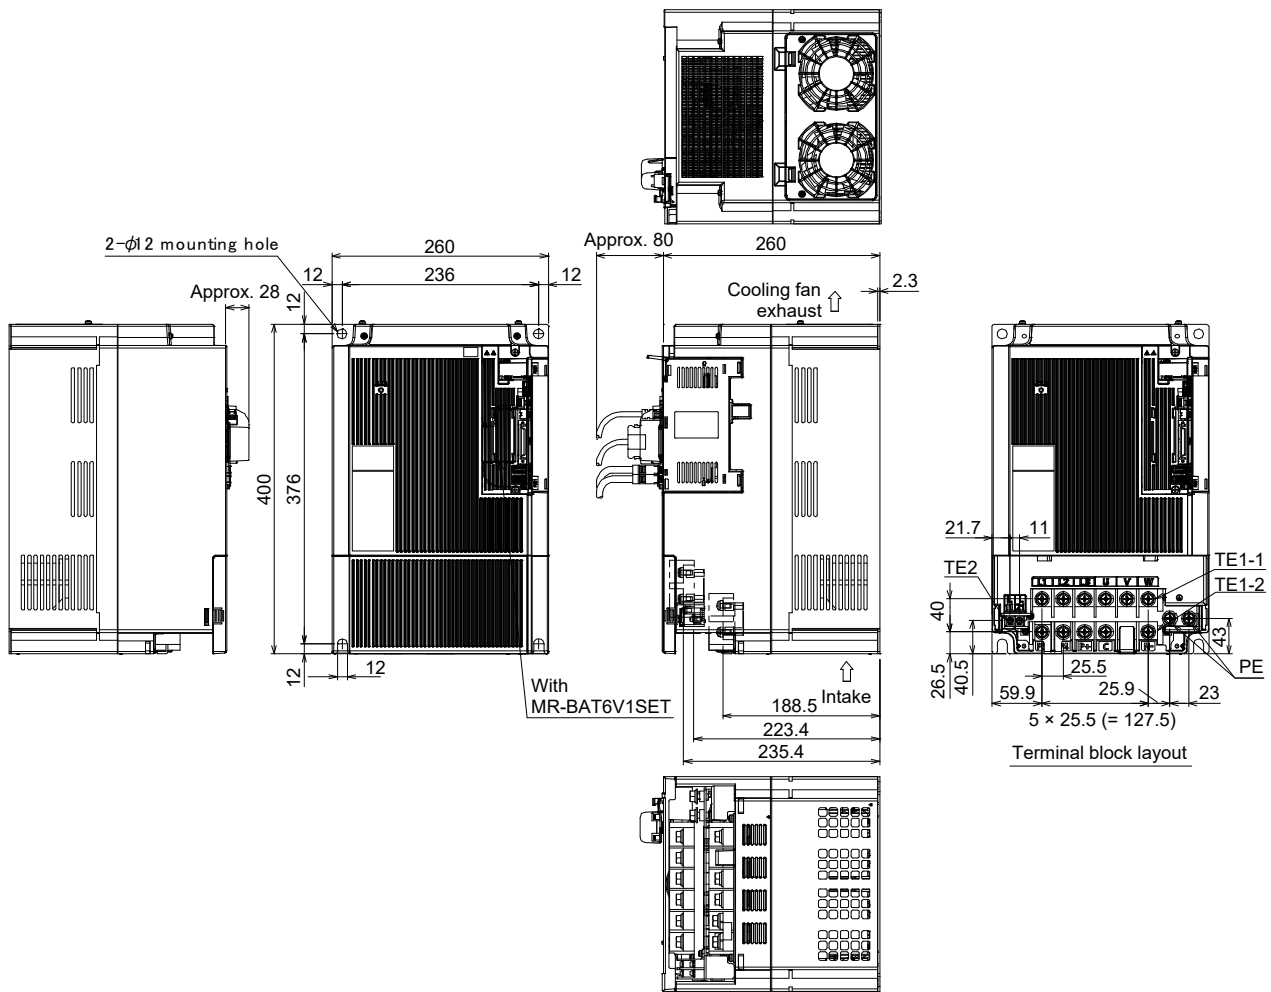 2-ϕ12 mounting hole
260
Approx. 80
260
12
236
12
Approx. 28
12
Cooling fan
exhaust
2.3
400
376
21.7
11
TE2
TE1-1
L1 L2 L3 U V W
TE1-2
40
43
12
12
26.5
40.5
25.5
PE
With
MR-BAT6V1SET
Intake
59.9
25.9
23
188.5
5 × 25.5 (= 127.5)
223.4
235.4
Terminal block layout